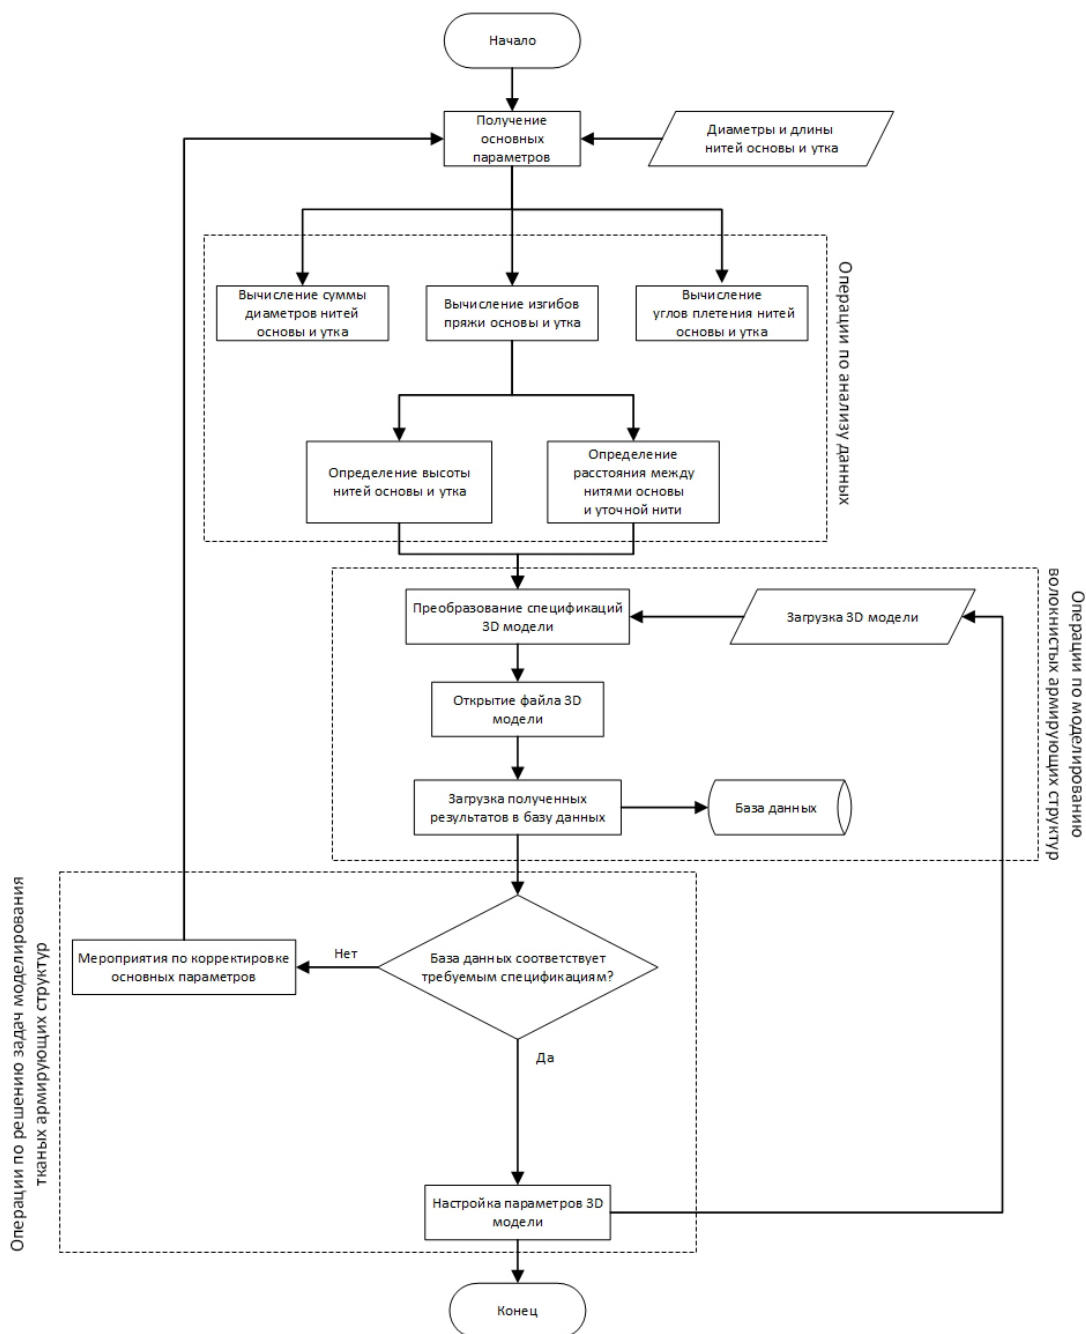 Начало
Получение
основных
параметров
Диаметры и длины
нитей основы и утка
Операции по анализу данных
Вычисление суммы
диаметров нитей
основы и утка
Вычисление изгибов
пряжи основы и утка
Вычисление
углов плетения нитей
основы и утка
Определение высоты
нитей основы и утка
Определение
расстояния между
нитями основы
и уточной нити
Операции по моделированию
волокнистых армирующих структур
Преобразование спецификаций
3D модели
Загрузка 3D модели
Открытие файла 3D
модели
Загрузка полученных
результатов в базу данных
База данных
Операции по решению задач моделирования
тканых армирующих структур
Мероприятия по корректировке
основных параметров
Нет
База данных соответствует
требуемым спецификациям?
Да
Настройка параметров 3D
модели
Конец